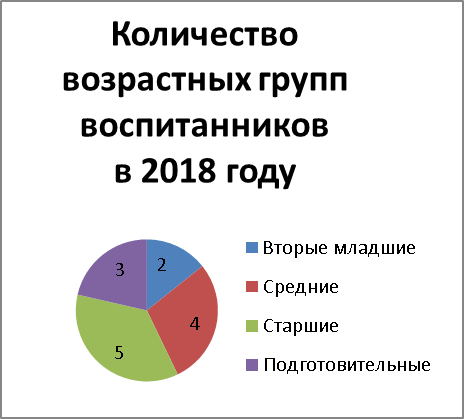 Количество
возрастных групп
воспитанников
в 2018 году
2
4
5
3
Вторые младшие
Средние
Старшие
Подготовительные